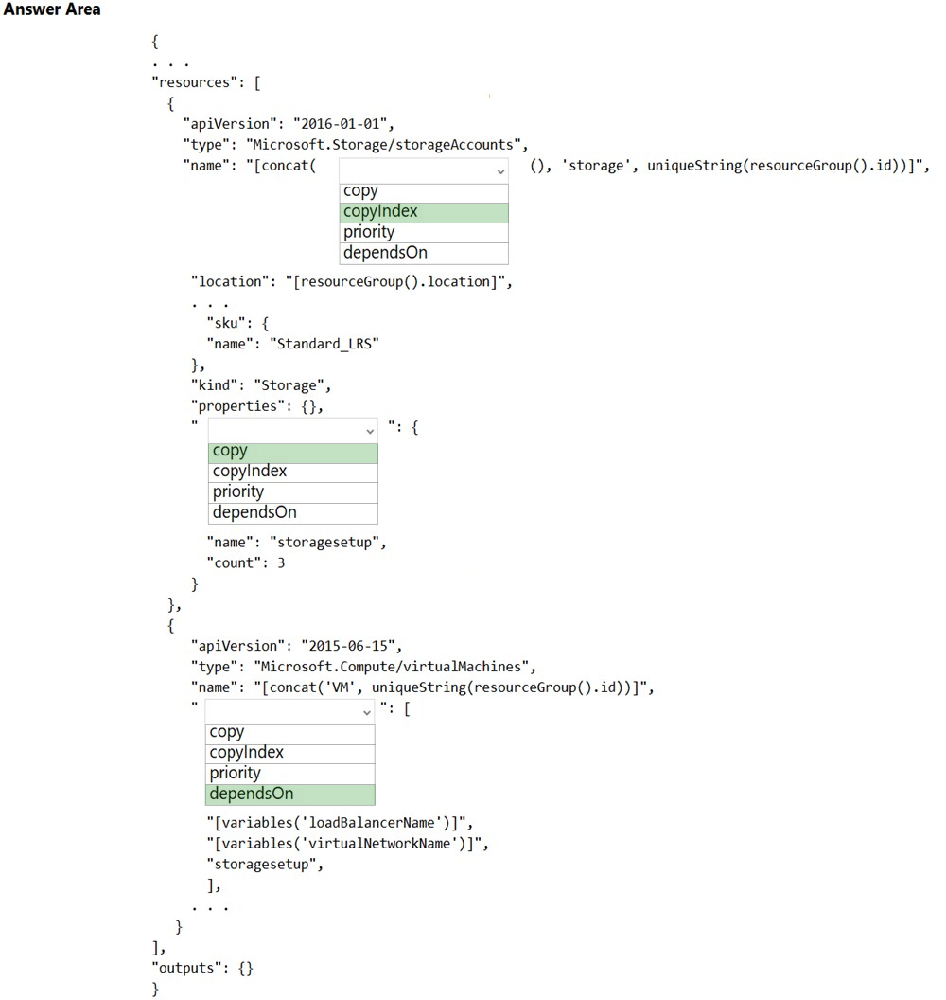 Answer Area
{
. . .
"resources": [
{
"apiVersion": "2016-01-01",
"type": "Microsoft.Storage/storageAccounts",
"name": "[concat( (), 'storage', uniqueString(resourceGroup().id))]",
copy
copyIndex
priority
dependsOn
"location": "[resourceGroup().location]",
. . .
"sku": {
"name": "Standard_LRS"
},
"kind": "Storage",
"properties": {},
" ": {
copy
copyIndex
priority
dependsOn
"name": "storagesetup",
"count": 3
}
},
{
"apiVersion": "2015-06-15",
"type": "Microsoft.Compute/virtualMachines",
"name": "[concat('VM', uniqueString(resourceGroup().id))]",
" ": [
copy
copyIndex
priority
dependsOn
"[variables('loadBalancerName')]",
"[variables('virtualNetworkName')]",
"storagesetup",
],
. . .
}
],
"outputs": {}
}